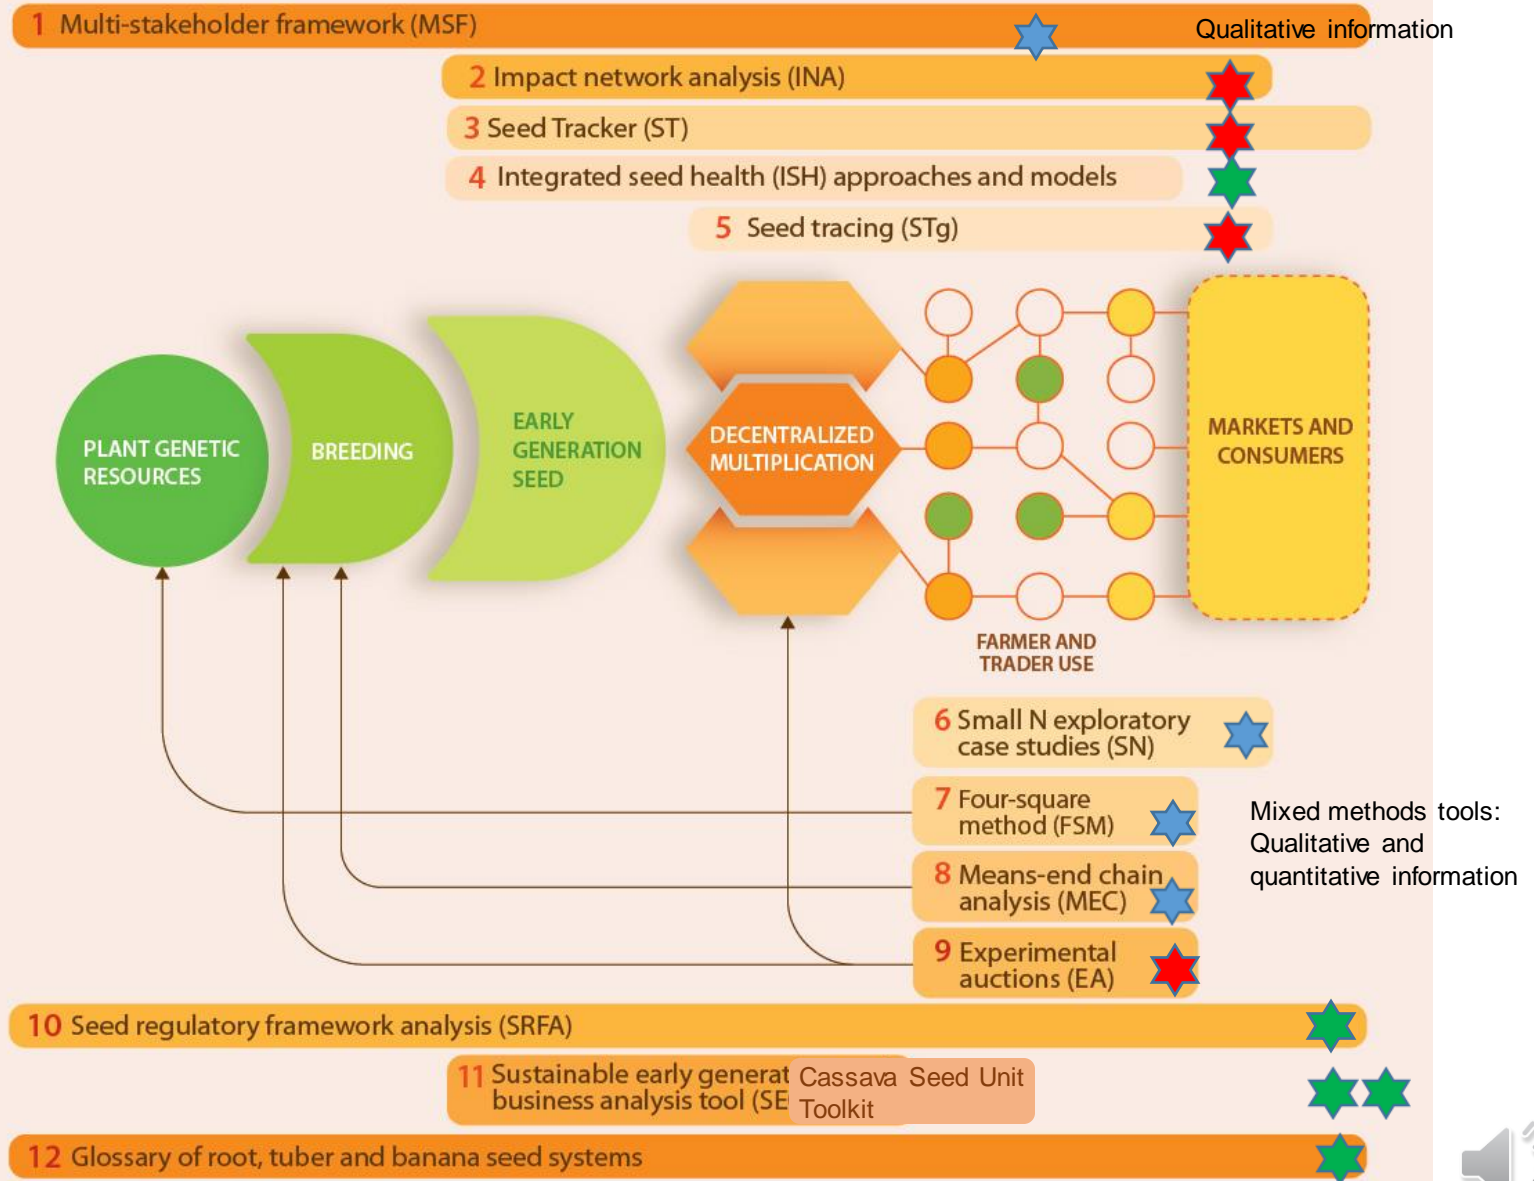 1 Multi-stakeholder framework (MSF)
Qualitative information
2 Impact network analysis (INA)
3 Seed Tracker (ST)
4 Integrated seed health (ISH) approaches and models
5 Seed tracing (STg)
PLANT GENETIC
RESOURCES
BREEDING
EARLY
GENERATION
SEED
DECENTRALIZED
MULTIPLICATION
MARKETS AND
CONSUMERS
FARMER AND
TRADER USE
6 Small N exploratory
case studies (SN)
7 Four-square
method (FSM)
Mixed methods tools:
Qualitative and
quantitative information
8 Means-end chain
analysis (MEC)
9 Experimental
auctions (EA)
10 Seed regulatory framework analysis (SRFA)
11 Sustainable early generat
business analysis tool (SE
Cassava Seed Unit
Toolkit
12 Glossary of root, tuber and banana seed systems